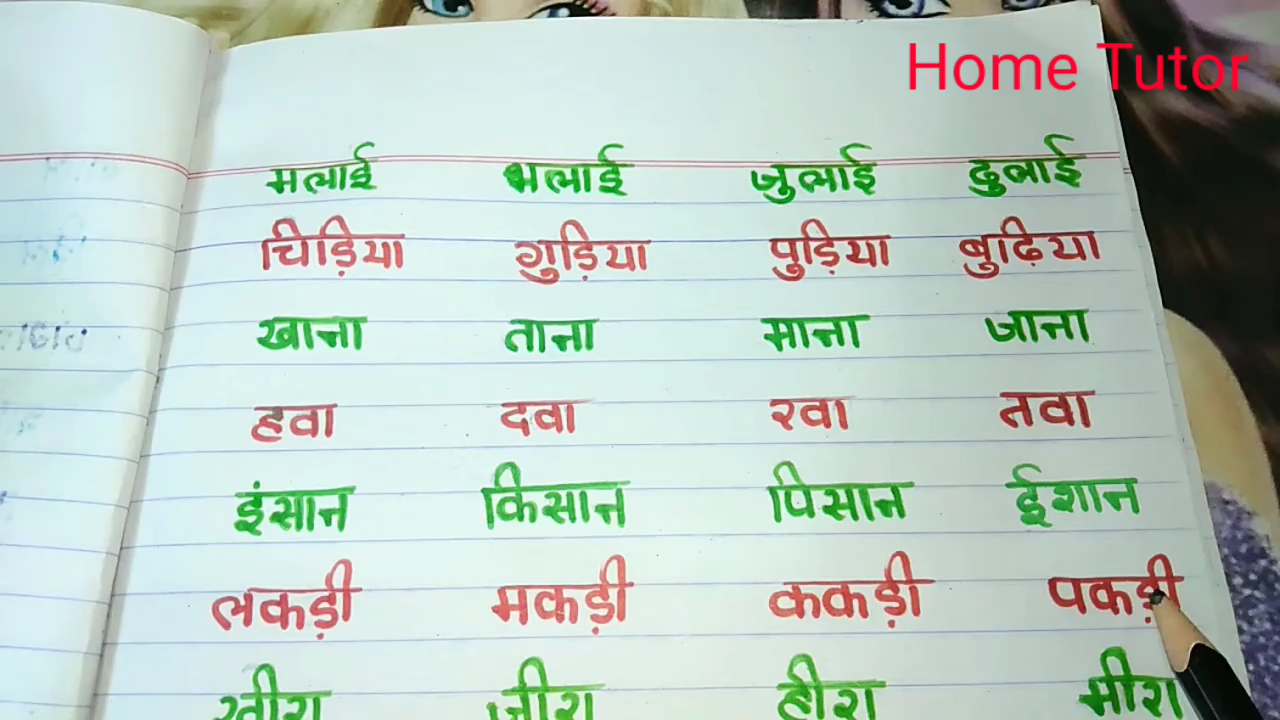 Home Tutor
मलाई भलाई जुलाई ढुलाई
चिड़िया गुड़िया पुड़िया बुढ़िया
खाना ताना माना जाना
हवा दवा रवा तवा
इंसान किसान पिसान ईशान
लकड़ी मकड़ी ककड़ी पकड़ी
खीरा जीरा हीरा मीरा